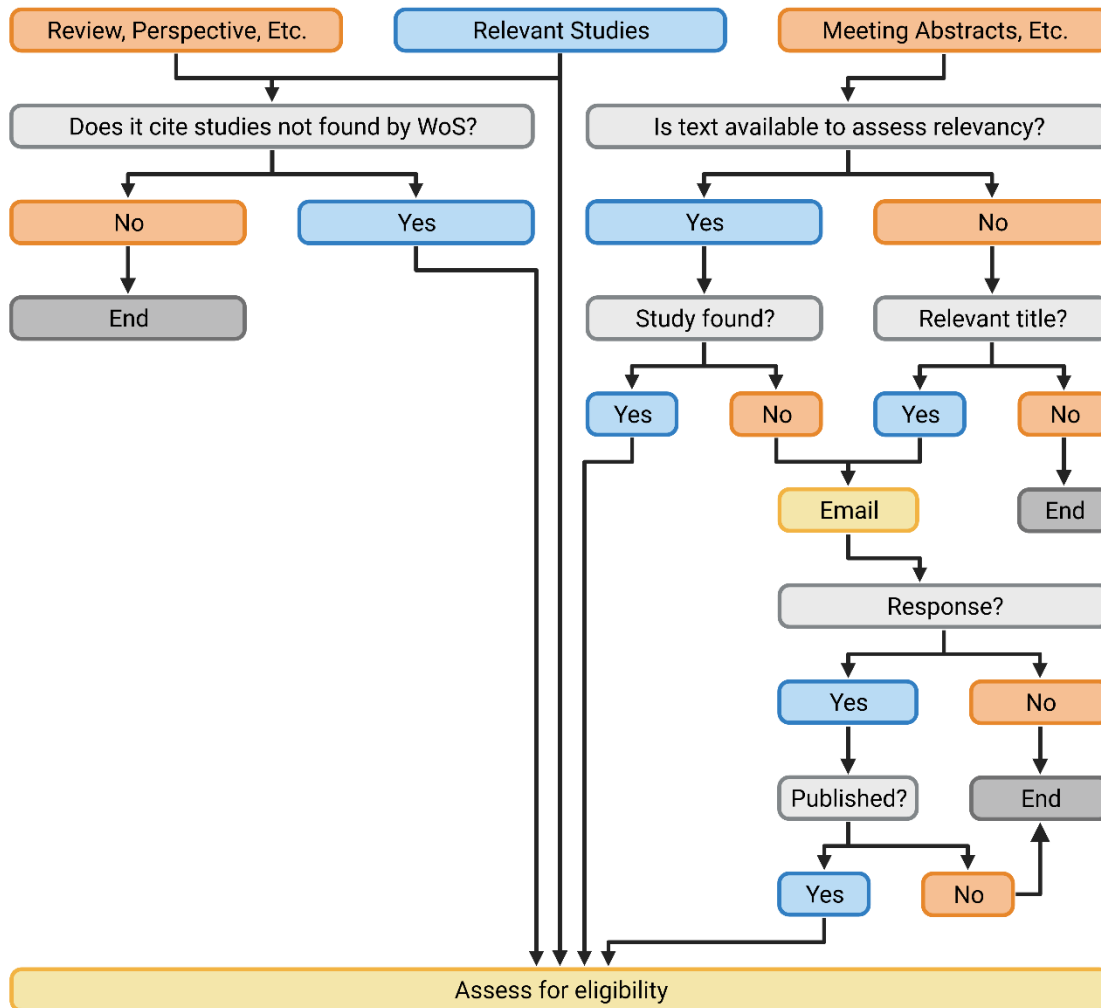 Review, Perspective, Etc.
Relevant Studies
Meeting Abstracts, Etc.
Does it cite studies not found by WoS?
Is text available to assess relevancy?
No
Yes
Yes
No
End
Study found?
Relevant title?
Yes
No
Yes
No
Email
End
Response?
Yes
No
Published?
End
Yes
No
Assess for eligibility